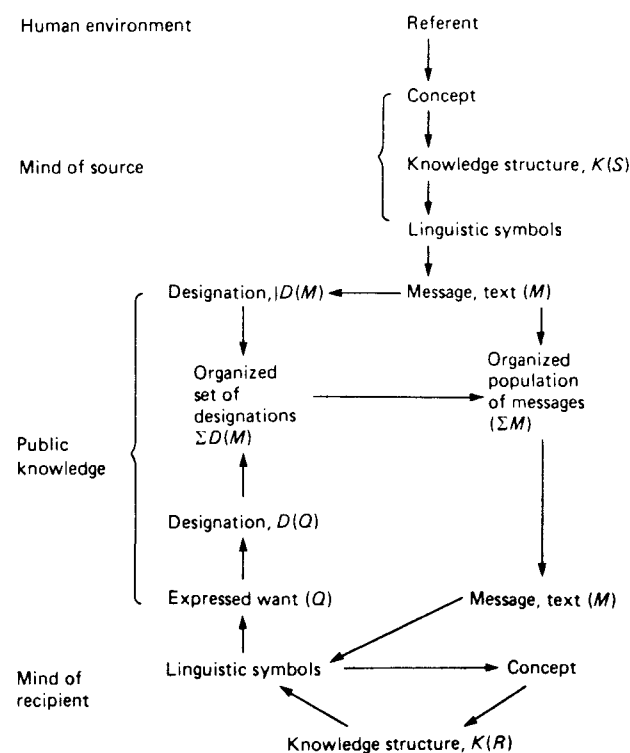 Human environment
Referent
Concept
Mind of source
Knowledge structure, K(S)
Linguistic symbols
Designation, |D(M)
Message, text (M)
Organized
set of
designations
ΣD(M)
Organized
population
of messages
(ΣM)
Public
knowledge
Designation, D(Q)
Expressed want (Q)
Message, text (M)
Mind of
recipient
Linguistic symbols
Concept
Knowledge structure, K(R)